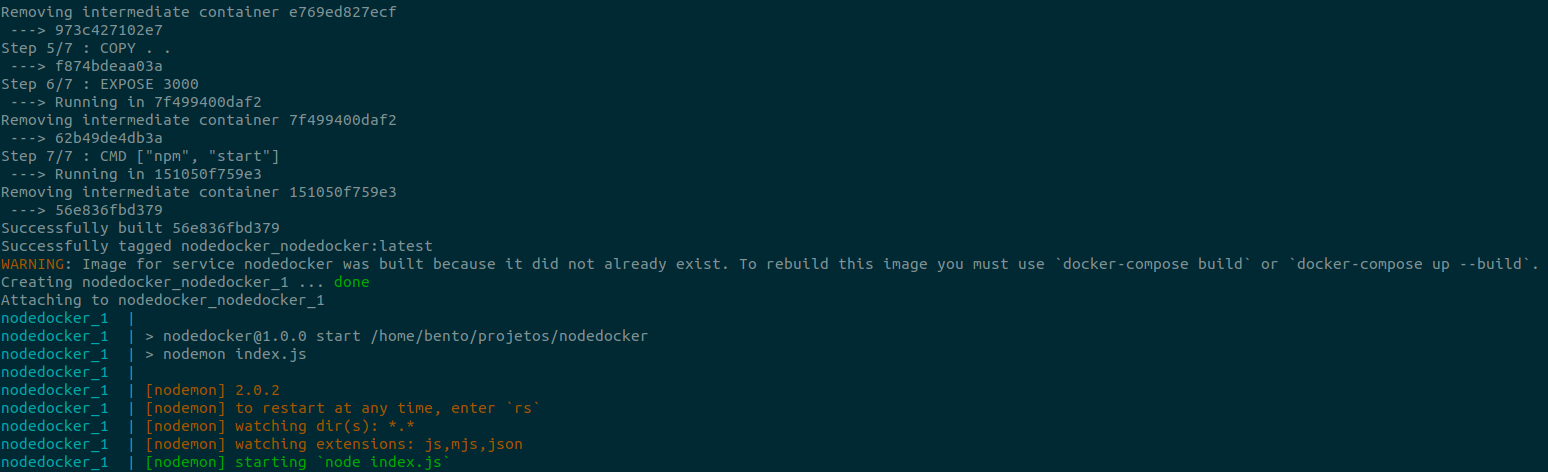 Removing intermediate container e769ed827ecf
 ---> 973c427102e7
Step 5/7 : COPY . .
 ---> f874bdeaa03a
Step 6/7 : EXPOSE 3000
 ---> Running in 7f499400daf2
Removing intermediate container 7f499400daf2
 ---> 62b49de4db3a
Step 7/7 : CMD ["npm", "start"]
 ---> Running in 151050f759e3
Removing intermediate container 151050f759e3
 ---> 56e836fbd379
Successfully built 56e836fbd379
Successfully tagged nodedocker_nodedocker:latest
WARNING: Image for service nodedocker was built because it did not already exist. To rebuild this image you must use `docker-compose build` or `docker-compose up --build`.
Creating nodedocker_nodedocker_1 ... done
Attaching to nodedocker_nodedocker_1
nodedocker_1  |
nodedocker_1  | > nodedocker@1.0.0 start /home/bento/projetos/nodedocker
nodedocker_1  | > nodemon index.js
nodedocker_1  |
nodedocker_1  | [nodemon] 2.0.2
nodedocker_1  | [nodemon] to restart at any time, enter `rs`
nodedocker_1  | [nodemon] watching dir(s): *.*
nodedocker_1  | [nodemon] watching extensions: js,mjs,json
nodedocker_1  | [nodemon] starting `node index.js`